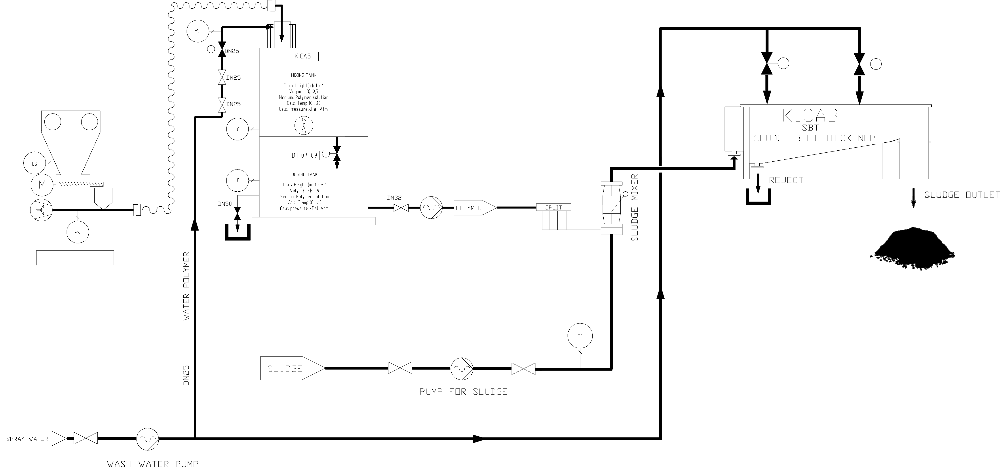 FS
DN25
DN25
DN25
KICAB
MIXING TANK
Dia x Height(m): 1 x 1
Volym (m3): 0,7
Medium: Polymer solution
Calc. Temp (C): 20
Calc. Pressure(kPa): Atm.
LC
DT 07-09
DOSING TANK
Dia x Height (m):1,2 x 1
Volym (m3): 0,9
Medium: Polymer solution
Calc. Temp (C): 20
Calc. pressure(kPa): Atm.
LC
DN50
LS
M
PS
DN32
POLYMER
SPLIT
SLUDGE MIXER
KICAB
SBT
SLUDGE BELT THICKENER
REJECT
SLUDGE OUTLET
WATER POLYMER
DN25
FC
SLUDGE
PUMP FOR SLUDGE
SPRAY WATER
WASH WATER PUMP